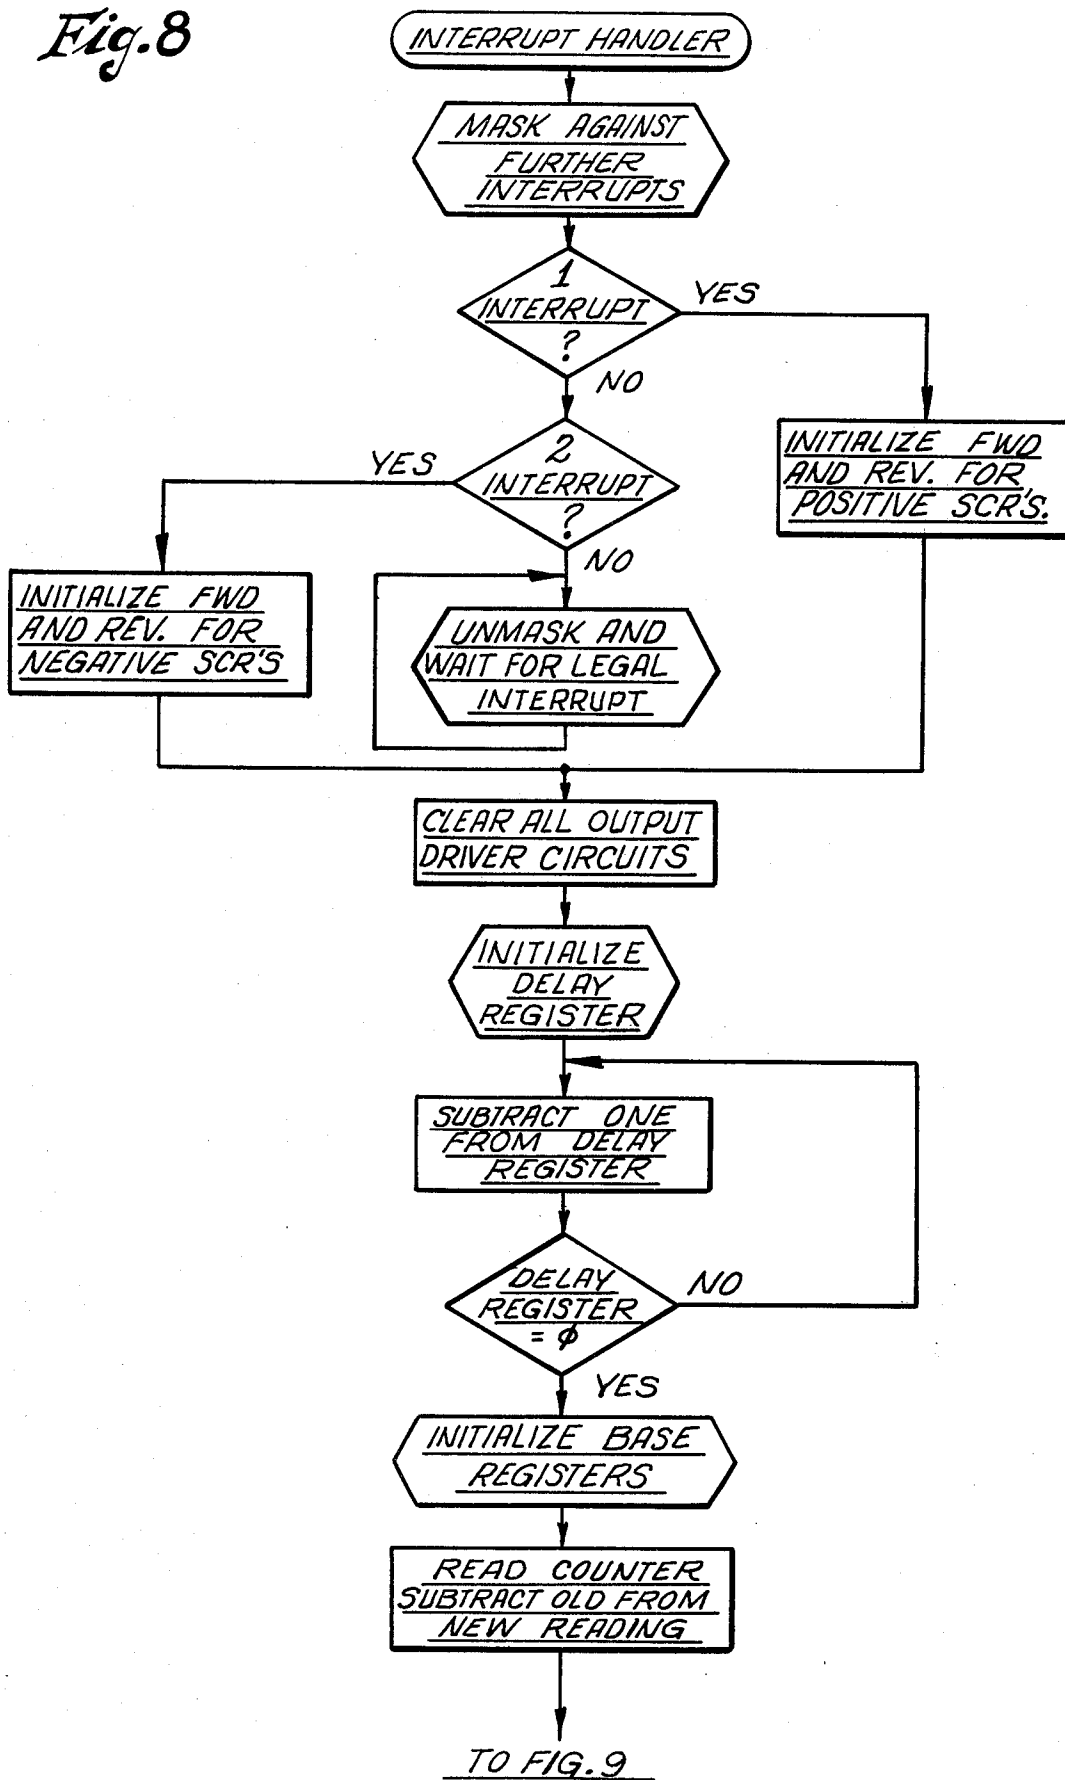 Fig. 8
INTERRUPT HANDLER
MASK AGAINST
FURTHER
INTERRUPTS
1
INTERRUPT
?
YES
NO
INITIALIZE FWD
AND REV. FOR
POSITIVE SCR'S.
2
INTERRUPT
?
YES
NO
INITIALIZE FWD
AND REV. FOR
NEGATIVE SCR'S
UNMASK AND
WAIT FOR LEGAL
INTERRUPT
CLEAR ALL OUTPUT
DRIVER CIRCUITS
INITIALIZE
DELAY
REGISTER
SUBTRACT ONE
FROM DELAY
REGISTER
DELAY
REGISTER
= φ
NO
YES
INITIALIZE BASE
REGISTERS
READ COUNTER
SUBTRACT OLD FROM
NEW READING
TO FIG. 9